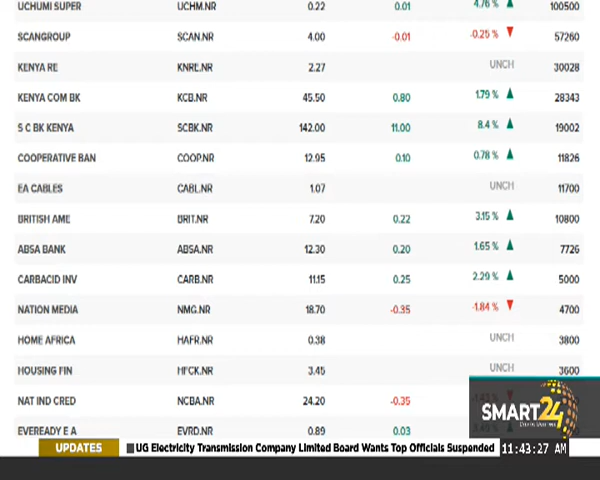 UCHUMI SUPER UCHM.NR 0.22 0.01 4.76 % ▲ 100500
SCANGROUP SCAN.NR 4.00 -0.01 -0.25 % ▼ 57260
KENYA RE KNRE.NR 2.27 UNCH 30028
KENYA COM BK KCB.NR 45.50 0.80 1.79 % ▲ 28343
S C BK KENYA SCBK.NR 142.00 11.00 8.4 % ▲ 19002
COOPERATIVE BAN COOP.NR 12.95 0.10 0.78 % ▲ 11826
EA CABLES CABL.NR 1.07 UNCH 11700
BRITISH AME BRIT.NR 7.20 0.22 3.15 % ▲ 10800
ABSA BANK ABSA.NR 12.30 0.20 1.65 % ▲ 7726
CARBACID INV CARB.NR 11.15 0.25 2.29 % ▲ 5000
NATION MEDIA NMG.NR 18.70 -0.35 -1.84 % ▼ 4700
HOME AFRICA HAFR.NR 0.38 UNCH 3800
HOUSING FIN HFCK.NR 3.45 UNCH 3600
NAT IND CRED NCBA.NR 24.20 -0.35
SMART24
EVEREADY E A EVRD.NR 0.89 0.03
UPDATES UG Electricity Transmission Company Limited Board Wants Top Officials Suspended 11:43:27 AM